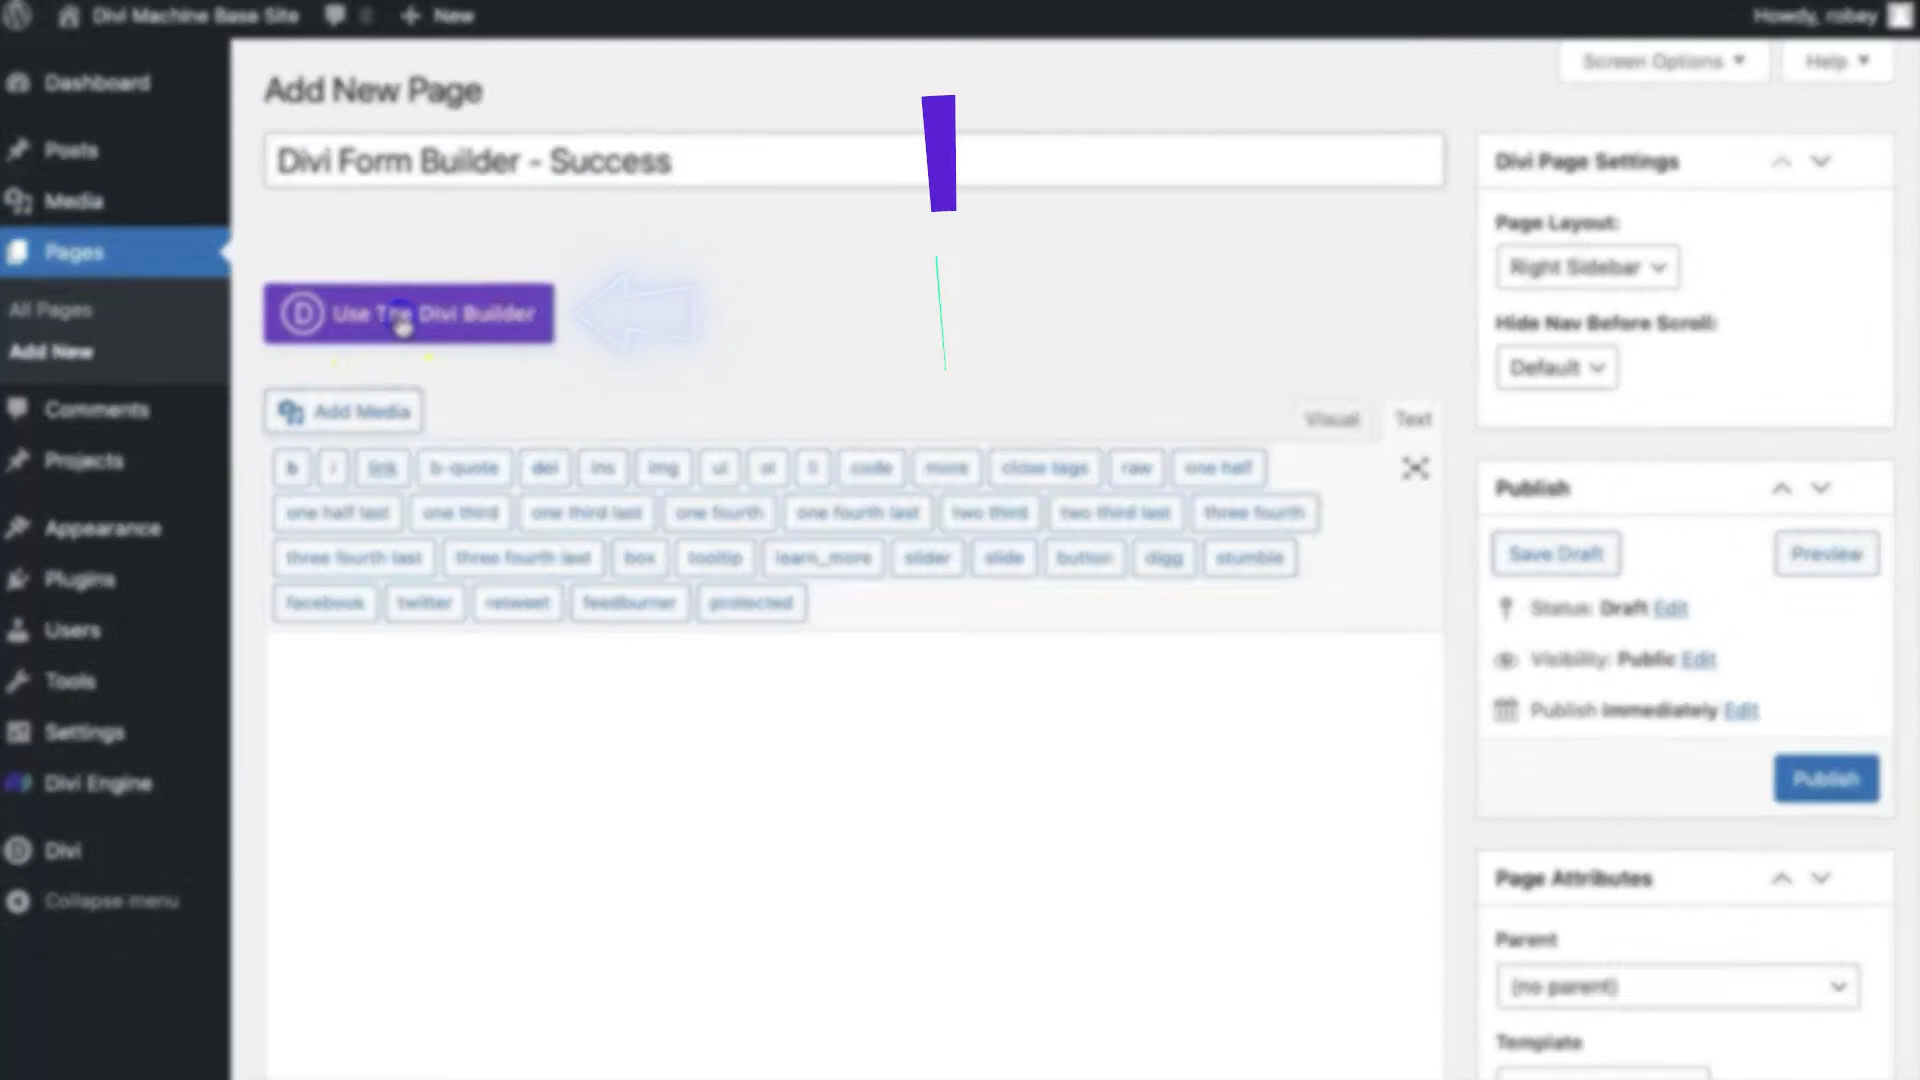 Divi Machine Base Site
New
Howdy, robey
Screen Options
Help
Dashboard
Posts
Media
Pages
All Pages
Add New
Comments
Projects
Appearance
Plugins
Users
Tools
Settings
Divi Engine
Divi
Collapse menu
Add New Page
Divi Form Builder - Success
Use The Divi Builder
Add Media
Visual
Text
b i link b-quote del ins img ul ol li code more close tags raw one half
one half last one third one third last one fourth one fourth last two third two third last three fourth
three fourth last three fourth last box tooltip learn_more slider slide button digg stumble
facebook twitter retweet feedburner protected
Divi Page Settings
Page Layout:
Right Sidebar
Hide Nav Before Scroll:
Default
Publish
Save Draft
Preview
Status: Draft Edit
Visibility: Public Edit
Publish immediately Edit
Publish
Page Attributes
Parent
(no parent)
Template